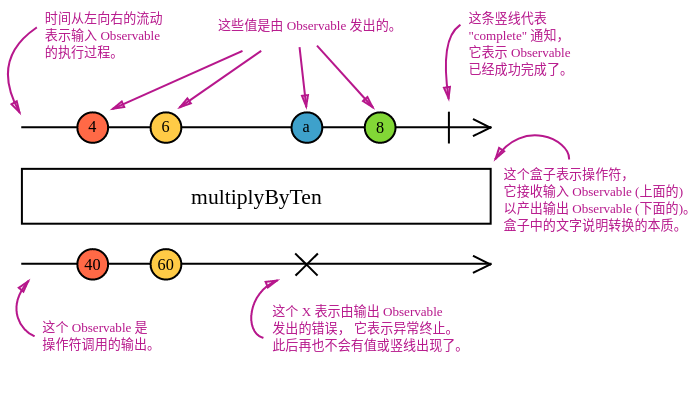 时间从左向右的流动
表示输入 Observable
的执行过程。
这些值是由 Observable 发出的。
这条竖线代表
"complete" 通知，
它表示 Observable
已经成功完成了。
4
6
a
8
这个盒子表示操作符，
它接收输入 Observable (上面的)
以产出输出 Observable (下面的)。
盒子中的文字说明转换的本质。
multiplyByTen
40
60
这个 Observable 是
操作符调用的输出。
这个 X 表示由输出 Observable
发出的错误， 它表示异常终止。
此后再也不会有值或竖线出现了。